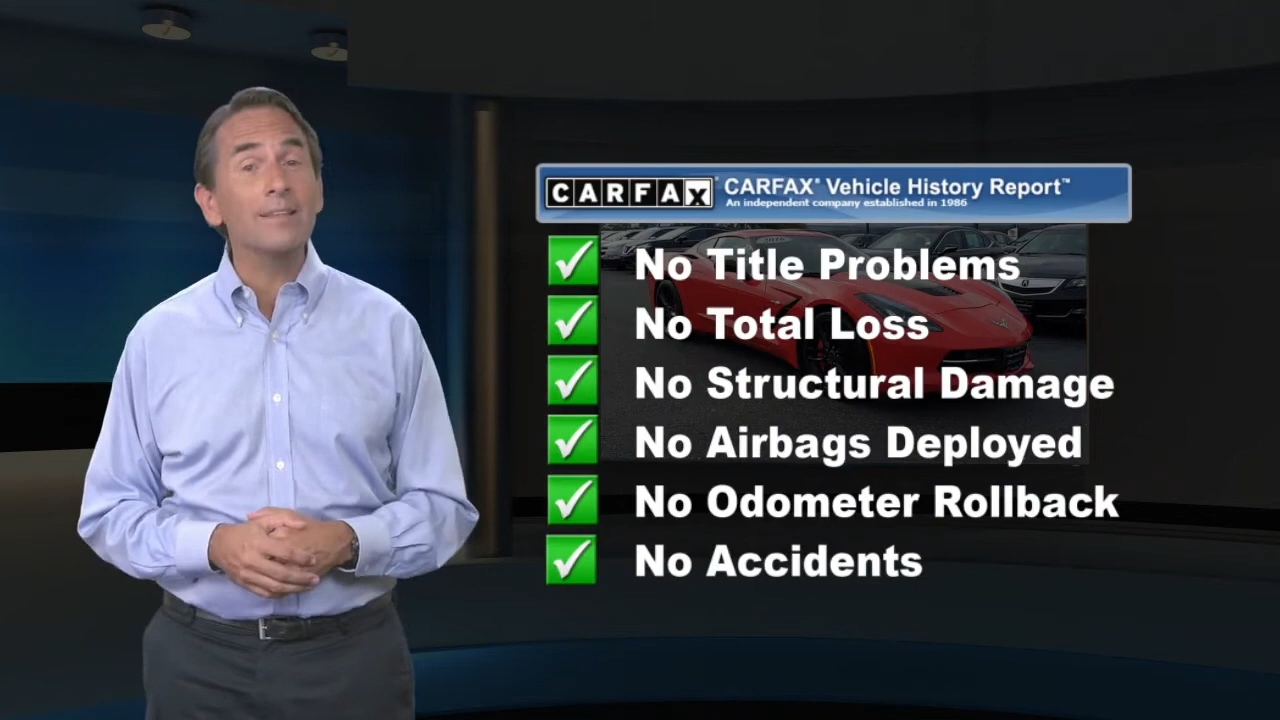 CARFAX® CARFAX® Vehicle History Report™
An independent company established in 1986
No Title Problems
No Total Loss
No Structural Damage
No Airbags Deployed
No Odometer Rollback
No Accidents